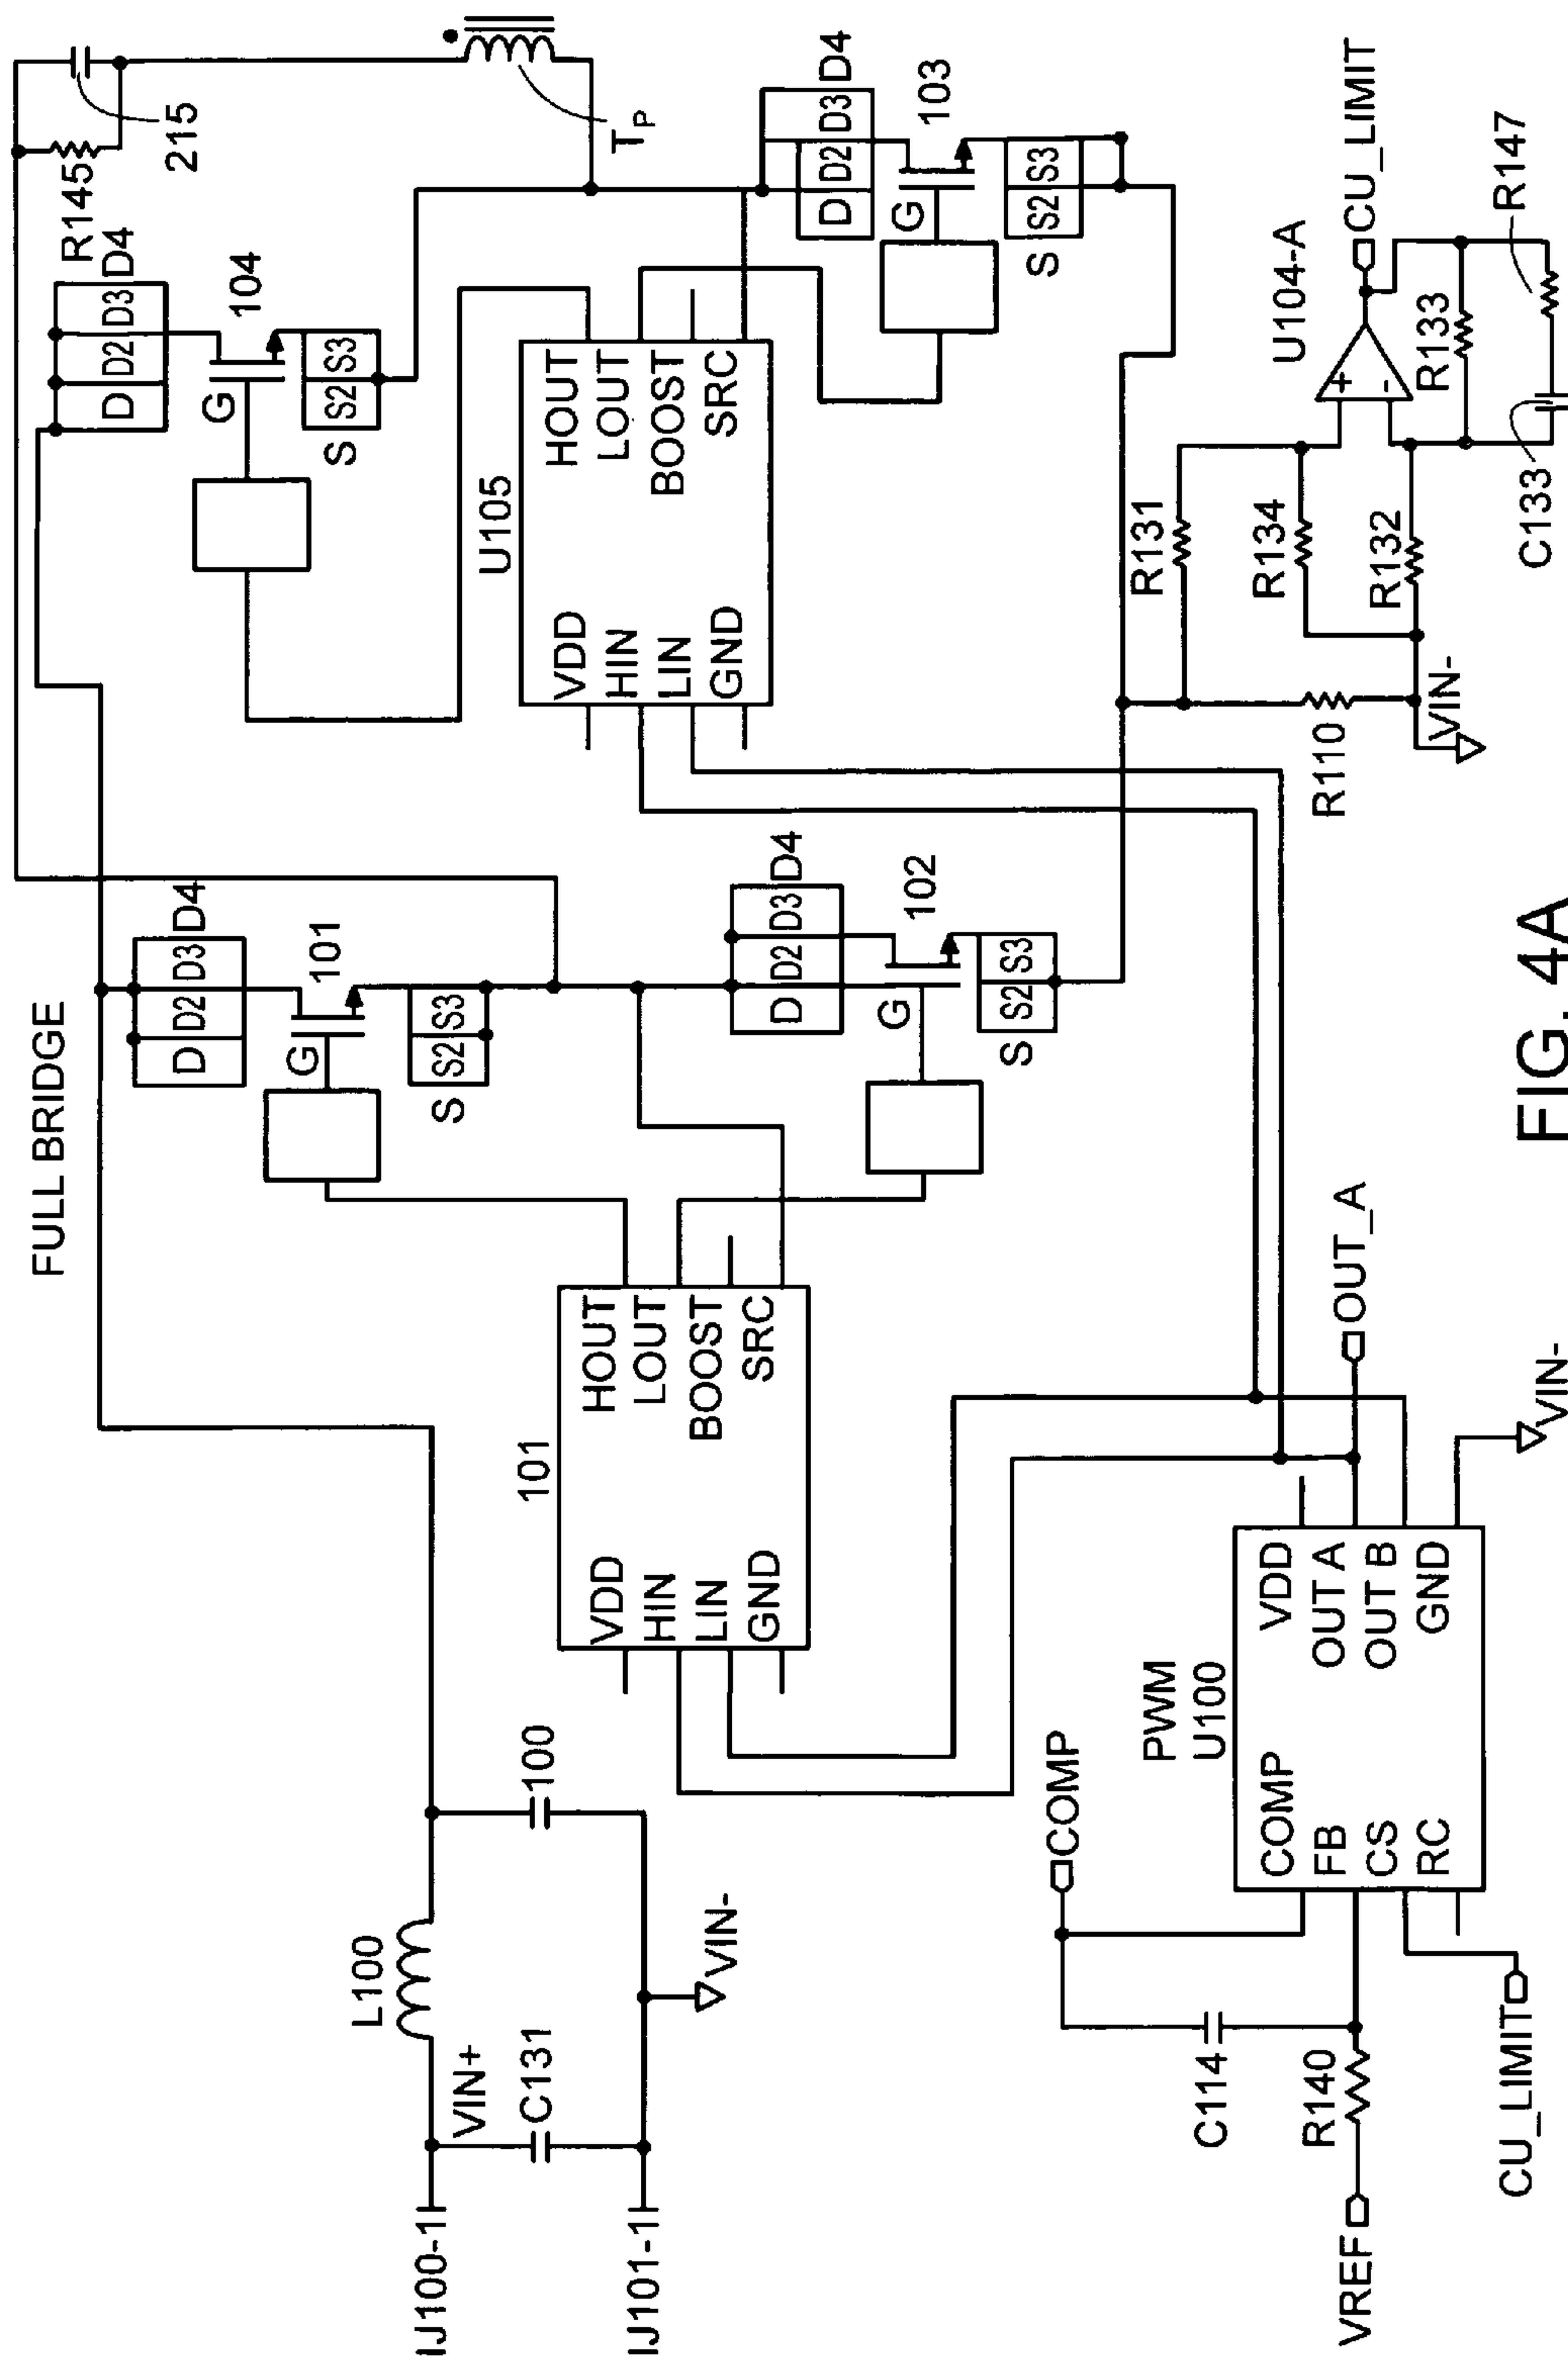 FULL BRIDGE
IJ100-1
VIN+
L100
C131
100
IJ101-1
VIN-
101
VDD
HIN
LIN
GND
HOUT
LOUT
BOOST
SRC
D D2 D3 D4
G
101
S S2 S3
D D2 D3 D4
G
102
S S2 S3
U105
VDD
HIN
LIN
GND
HOUT
LOUT
BOOST
SRC
D D2 D3 D4
G
104
S S2 S3
R145
215
TP
D D2 D3 D4
G
103
S S2 S3
COMP
C114
R140
VREF
CU_LIMIT
PWM
U100
COMP
FB
CS
RC
VDD
OUT A
OUT B
GND
OUT_A
VIN-
R110
VIN-
R131
R134
R132
U104-A
+
-
CU_LIMIT
R133
R147
C133
FIG. 4A